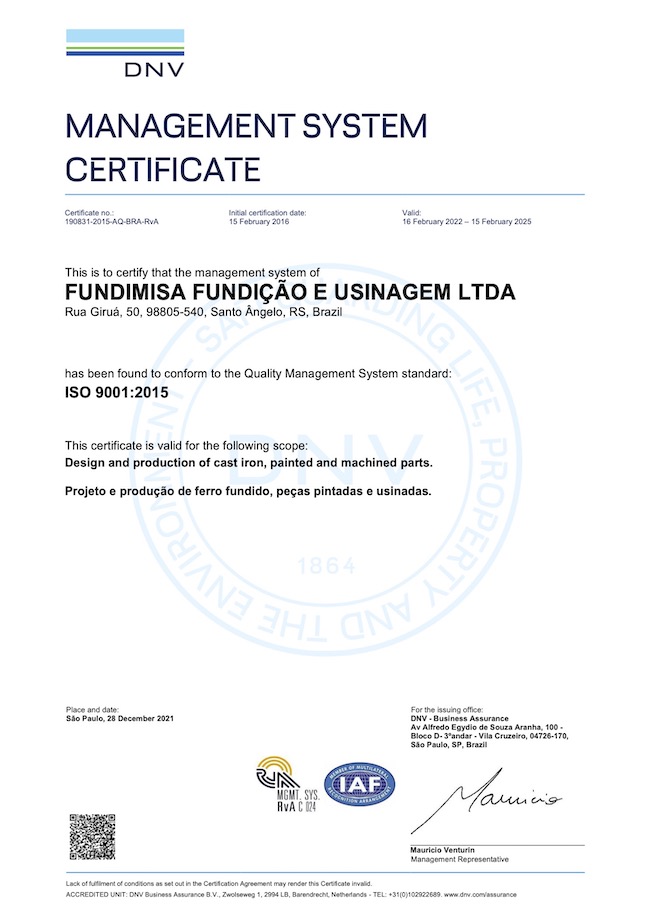 DNV
MANAGEMENT SYSTEM
CERTIFICATE
Certificate no.:
190831-2015-AQ-BRA-RvA
Initial certification date:
15 February 2016
Valid:
16 February 2022 – 15 February 2025
This is to certify that the management system of
FUNDIMISA FUNDIÇÃO E USINAGEM LTDA
Rua Giruá, 50, 98805-540, Santo Ângelo, RS, Brazil
has been found to conform to the Quality Management System standard:
ISO 9001:2015
This certificate is valid for the following scope:
Design and production of cast iron, painted and machined parts.
Projeto e produção de ferro fundido, peças pintadas e usinadas.
SAFEGUARDING LIFE, PROPERTY AND THE ENVIRONMENT
DNV
1864
Place and date:
São Paulo, 28 December 2021
For the issuing office:
DNV - Business Assurance
Av Alfredo Egydio de Souza Aranha, 100 -
Bloco D- 3ºandar - Vila Cruzeiro, 04726-170,
São Paulo, SP, Brazil
RvA
MGMT. SYS.
RvA C 024
MEMBER OF MULTILATERAL
IAF
RECOGNITION ARRANGEMENT
Mauricio
Mauricio Venturin
Management Representative
Lack of fulfilment of conditions as set out in the Certification Agreement may render this Certificate invalid.
ACCREDITED UNIT: DNV Business Assurance B.V., Zwolseweg 1, 2994 LB, Barendrecht, Netherlands - TEL: +31(0)102922689. www.dnv.com/assurance